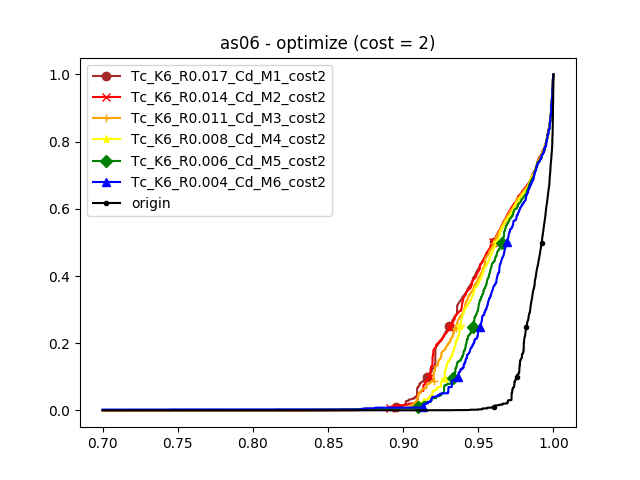 as06 - optimize (cost = 2)
1.0
0.8
0.6
0.4
0.2
0.0
Tc_K6_R0.017_Cd_M1_cost2
Tc_K6_R0.014_Cd_M2_cost2
Tc_K6_R0.011_Cd_M3_cost2
Tc_K6_R0.008_Cd_M4_cost2
Tc_K6_R0.006_Cd_M5_cost2
Tc_K6_R0.004_Cd_M6_cost2
origin
0.70 0.75 0.80 0.85 0.90 0.95 1.00